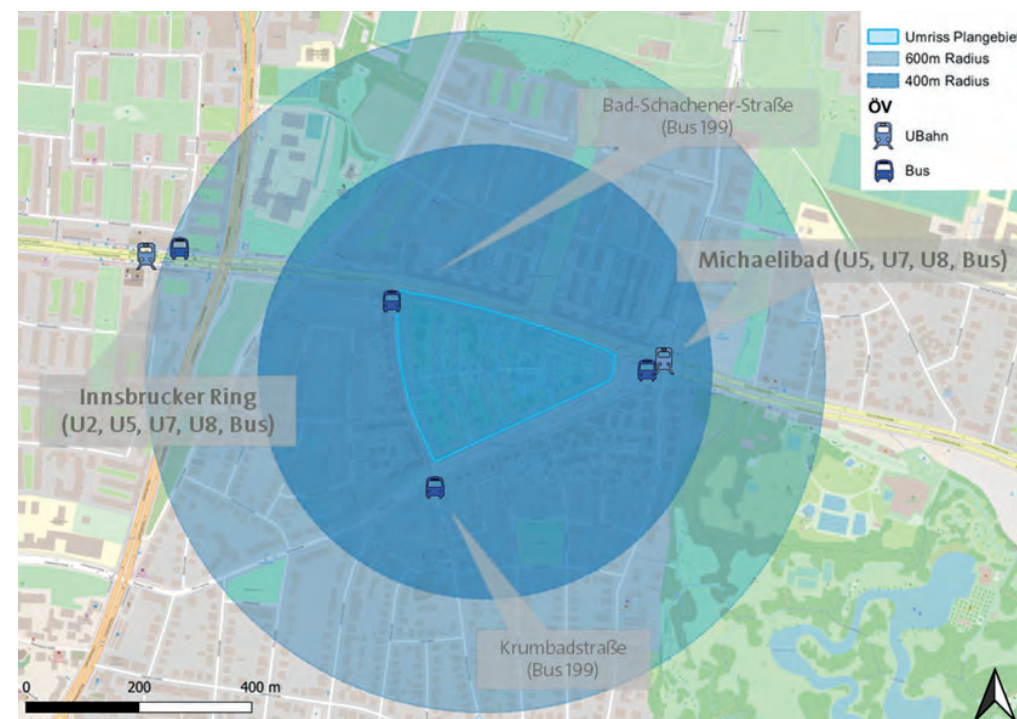 Umriss Plangebiet
600m Radius
400m Radius
ÖV
UBahn
Bus
Bad-Schachener-Straße
(Bus 199)
Michaelibad (U5, U7, U8, Bus)
Innsbrucker Ring
(U2, U5, U7, U8, Bus)
Krumbadstraße
(Bus 199)
0
200
400 m